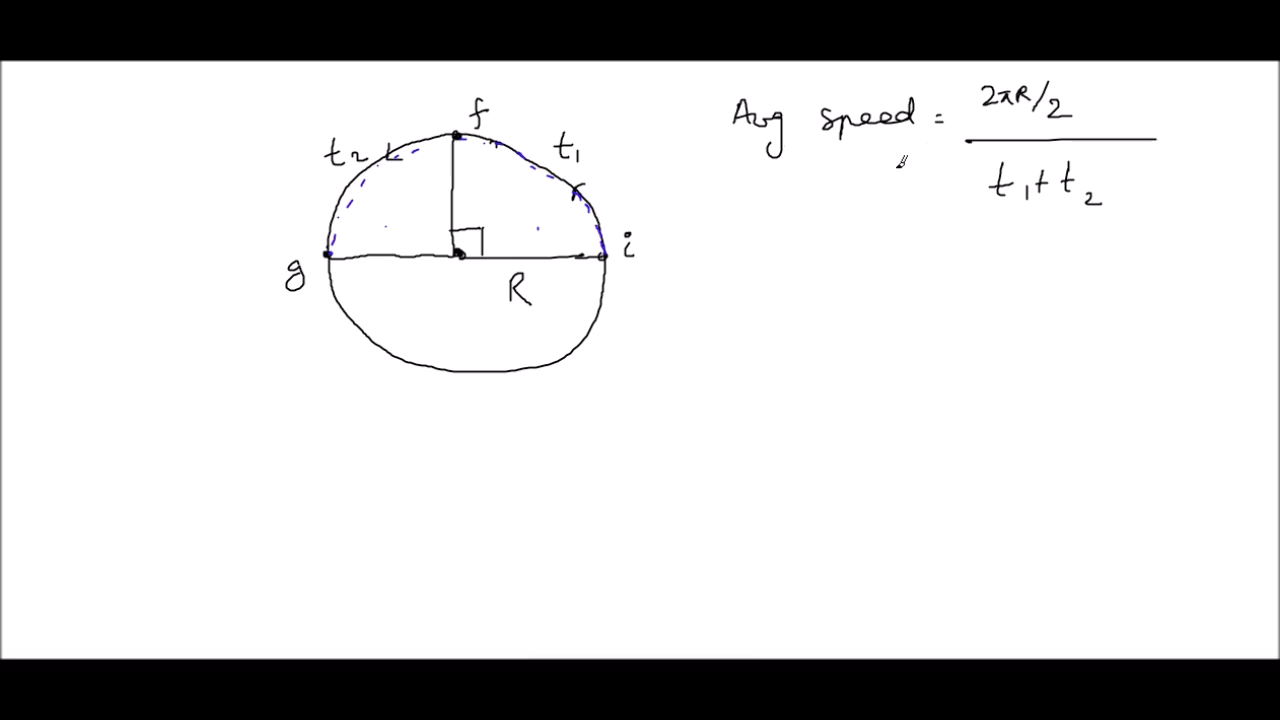 f
t₂
t₁
g
i
R
Avg speed = 2πR/2
t₁ + t₂